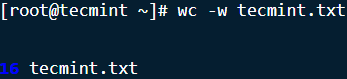 [root@tecmint ~]# wc -w tecmint.txt
16 tecmint.txt